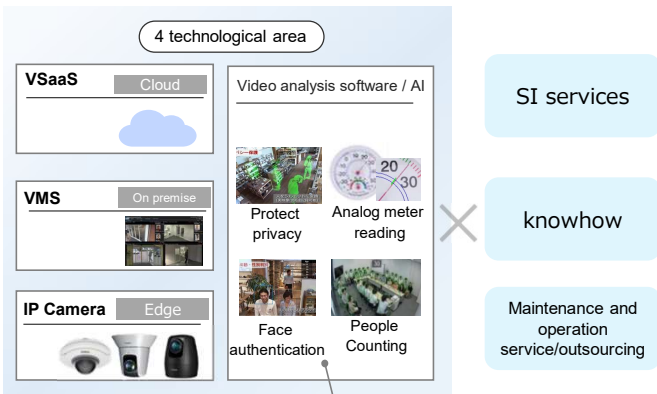 4 technological area
VSaaS
Cloud
VMS
On premise
IP Camera
Edge
Video analysis software / AI
20
30
Protect
privacy
Analog meter
reading
Face
authentication
People
Counting
SI services
knowhow
Maintenance and
operation
service/outsourcing